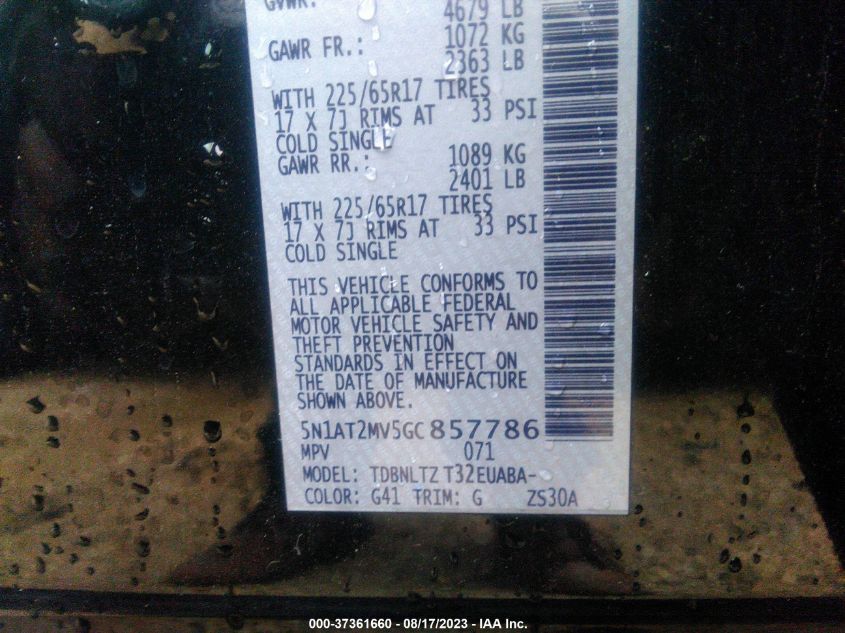 GVWR: 4679 LB
GAWR FR.: 1072 KG
2363 LB
WITH 225/65R17 TIRES
17 X 7J RIMS AT 33 PSI
COLD SINGLE
GAWR RR.: 1089 KG
2401 LB
WITH 225/65R17 TIRES
17 X 7J RIMS AT 33 PSI
COLD SINGLE
THIS VEHICLE CONFORMS TO
ALL APPLICABLE FEDERAL
MOTOR VEHICLE SAFETY AND
THEFT PREVENTION
STANDARDS IN EFFECT ON
THE DATE OF MANUFACTURE
SHOWN ABOVE.
5N1AT2MV5GC857786
MPV 071
MODEL: TDBNLTZ T32EUABA-
COLOR: G41 TRIM: G ZS30A
000-37361660 - 08/17/2023 - IAA Inc.